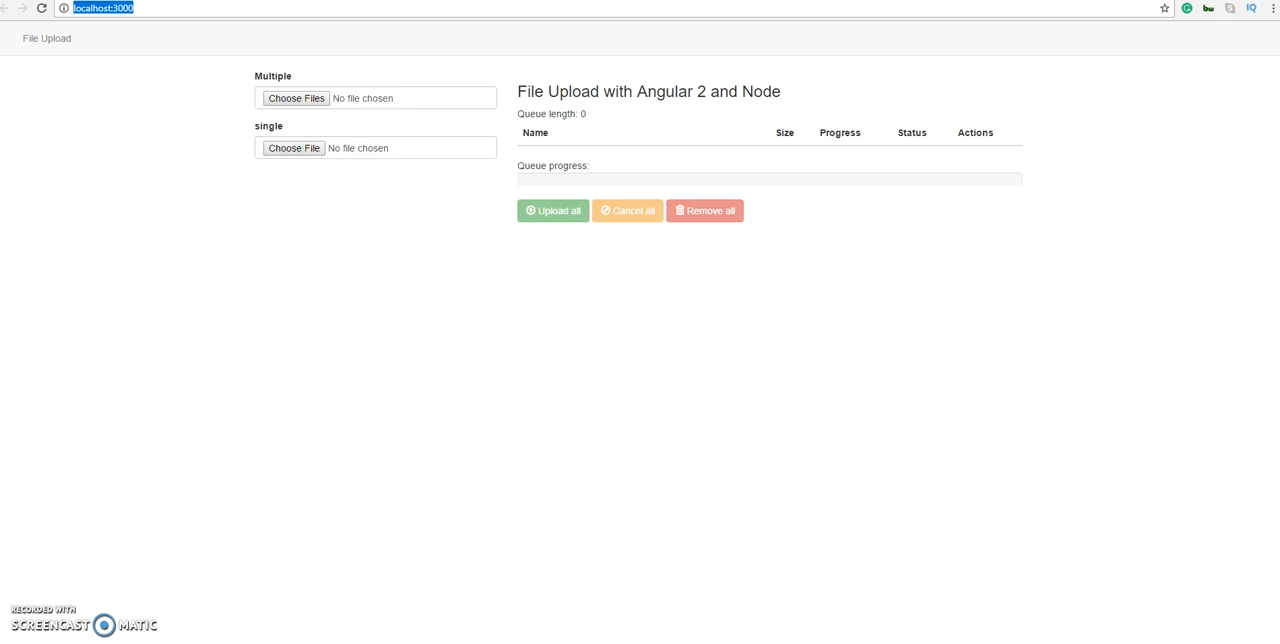 localhost:3000
IQ
File Upload
Multiple
Choose Files No file chosen
single
Choose File No file chosen
File Upload with Angular 2 and Node
Queue length: 0
Name Size Progress Status Actions
Queue progress:
Upload all Cancel all Remove all
RECORDED WITH
SCREENCAST MATIC